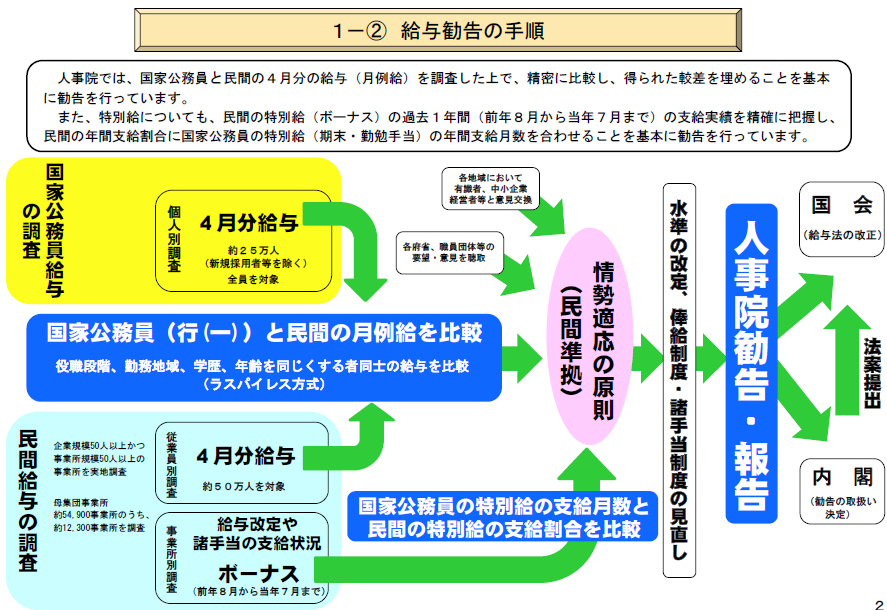 １－②　給与勧告の手順
　人事院では、国家公務員と民間の４月分の給与（月例給）を調査した上で、精密に比較し、得られた較差を埋めることを基本
に勧告を行っています。
　また、特別給についても、民間の特別給（ボーナス）の過去１年間（前年８月から当年７月まで）の支給実績を精確に把握し、
民間の年間支給割合に国家公務員の特別給（期末・勤勉手当）の年間支給月数を合わせることを基本に勧告を行っています。
国家公務員給与
の調査
個人別調査
４月分給与
約２５万人
（新規採用者等を除く）
全員を対象
各地域において
有識者、中小企業
経営者等と意見交換
各府省、職員団体等の
要望・意見を聴取
国家公務員（行(一)）と民間の月例給を比較
役職段階、勤務地域、学歴、年齢を同じくする者同士の給与を比較
（ラスパイレス方式）
民間給与の調査
企業規模50人以上かつ
事業所規模50人以上の
事業所を実地調査
母集団事業所
約54,900事業所のうち、
約12,300事業所を調査
従業員別調査
４月分給与
約５０万人を対象
事業所別調査
給与改定や
諸手当の支給状況
ボーナス
（前年８月から当年７月まで）
国家公務員の特別給の支給月数と
民間の特別給の支給割合を比較
情勢適応の原則
（民間準拠）
水準の改定、俸給制度・諸手当制度の見直し
人事院勧告・報告
国　会
（給与法の改正）
法案提出
内　閣
（勧告の取扱い
決定）
2